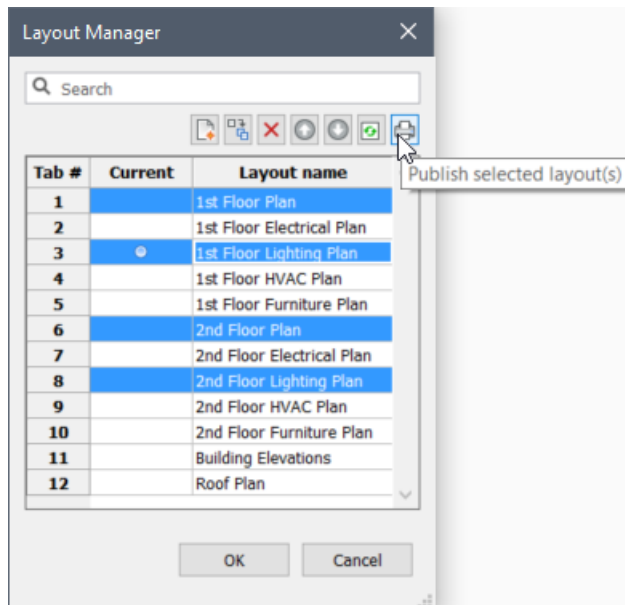 Layout Manager
Search
Publish selected layout(s)
Tab # Current Layout name
1 1st Floor Plan
2 1st Floor Electrical Plan
3 1st Floor Lighting Plan
4 1st Floor HVAC Plan
5 1st Floor Furniture Plan
6 2nd Floor Plan
7 2nd Floor Electrical Plan
8 2nd Floor Lighting Plan
9 2nd Floor HVAC Plan
10 2nd Floor Furniture Plan
11 Building Elevations
12 Roof Plan
OK Cancel